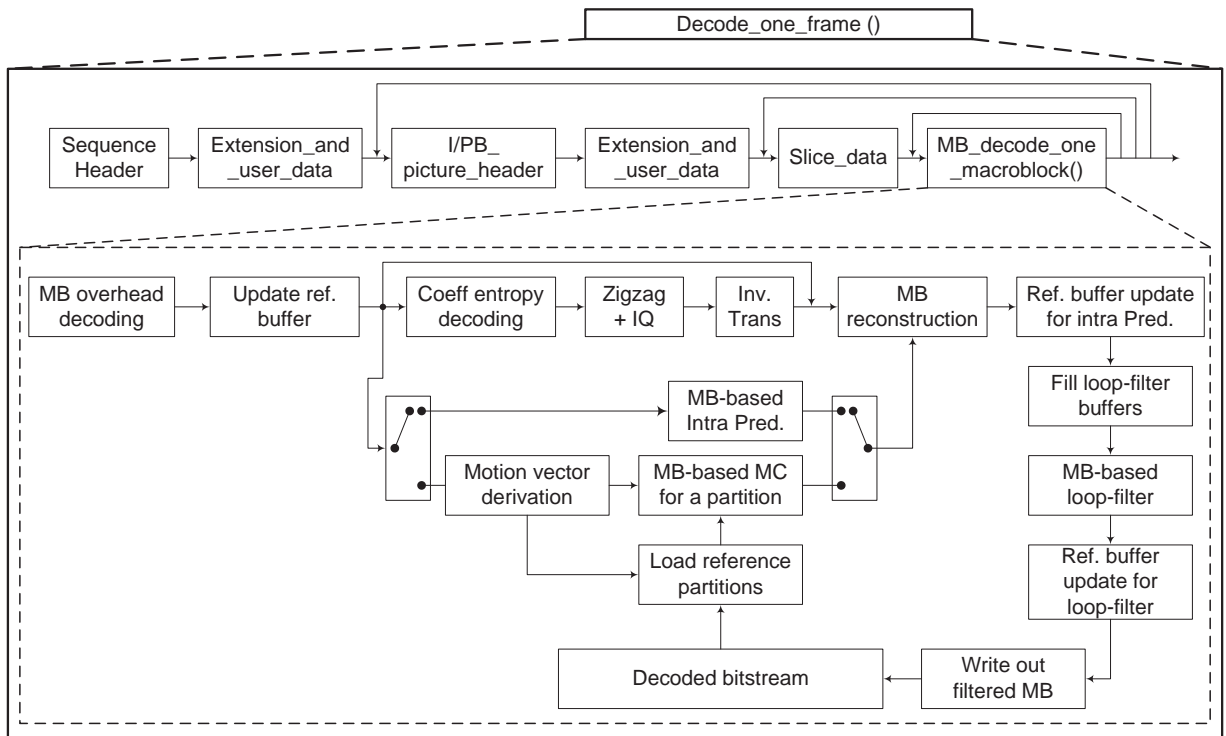 Decode_one_frame ()
Sequence
Header
Extension_and
_user_data
I/PB_
picture_header
Extension_and
_user_data
Slice_data
MB_decode_one
_macroblock()
MB overhead
decoding
Update ref.
buffer
Coeff entropy
decoding
Zigzag
+ IQ
Inv.
Trans
MB
reconstruction
Ref. buffer update
for intra Pred.
MB-based
Intra Pred.
Fill loop-filter
buffers
Motion vector
derivation
MB-based MC
for a partition
MB-based
loop-filter
Load reference
partitions
Ref. buffer
update for
loop-filter
Decoded bitstream
Write out
filtered MB